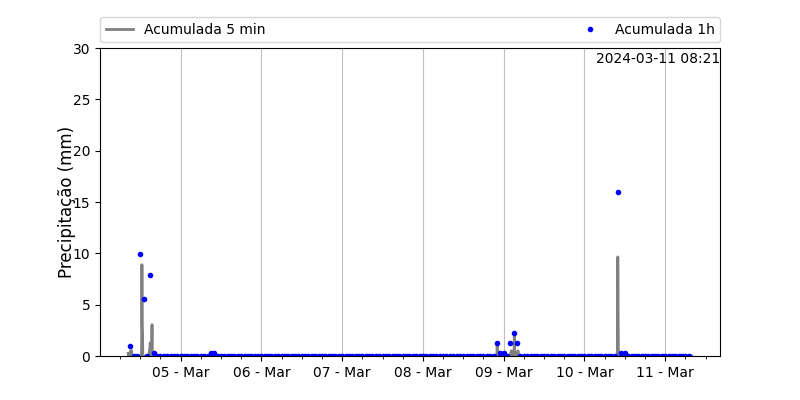 Acumulada 5 min
Acumulada 1h
2024-03-11 08:21
30
25
20
15
10
5
0
Precipitação (mm)
05 - Mar
06 - Mar
07 - Mar
08 - Mar
09 - Mar
10 - Mar
11 - Mar